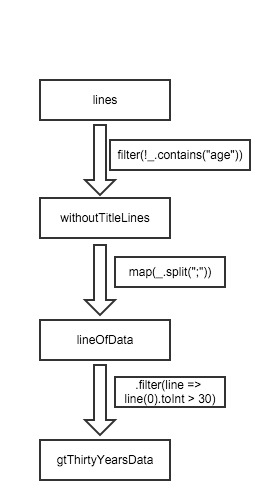 lines
filter(!_.contains("age"))
withoutTitleLines
map(_.split(";"))
lineOfData
.filter(line =>
line(0).toInt > 30)
gtThirtyYearsData